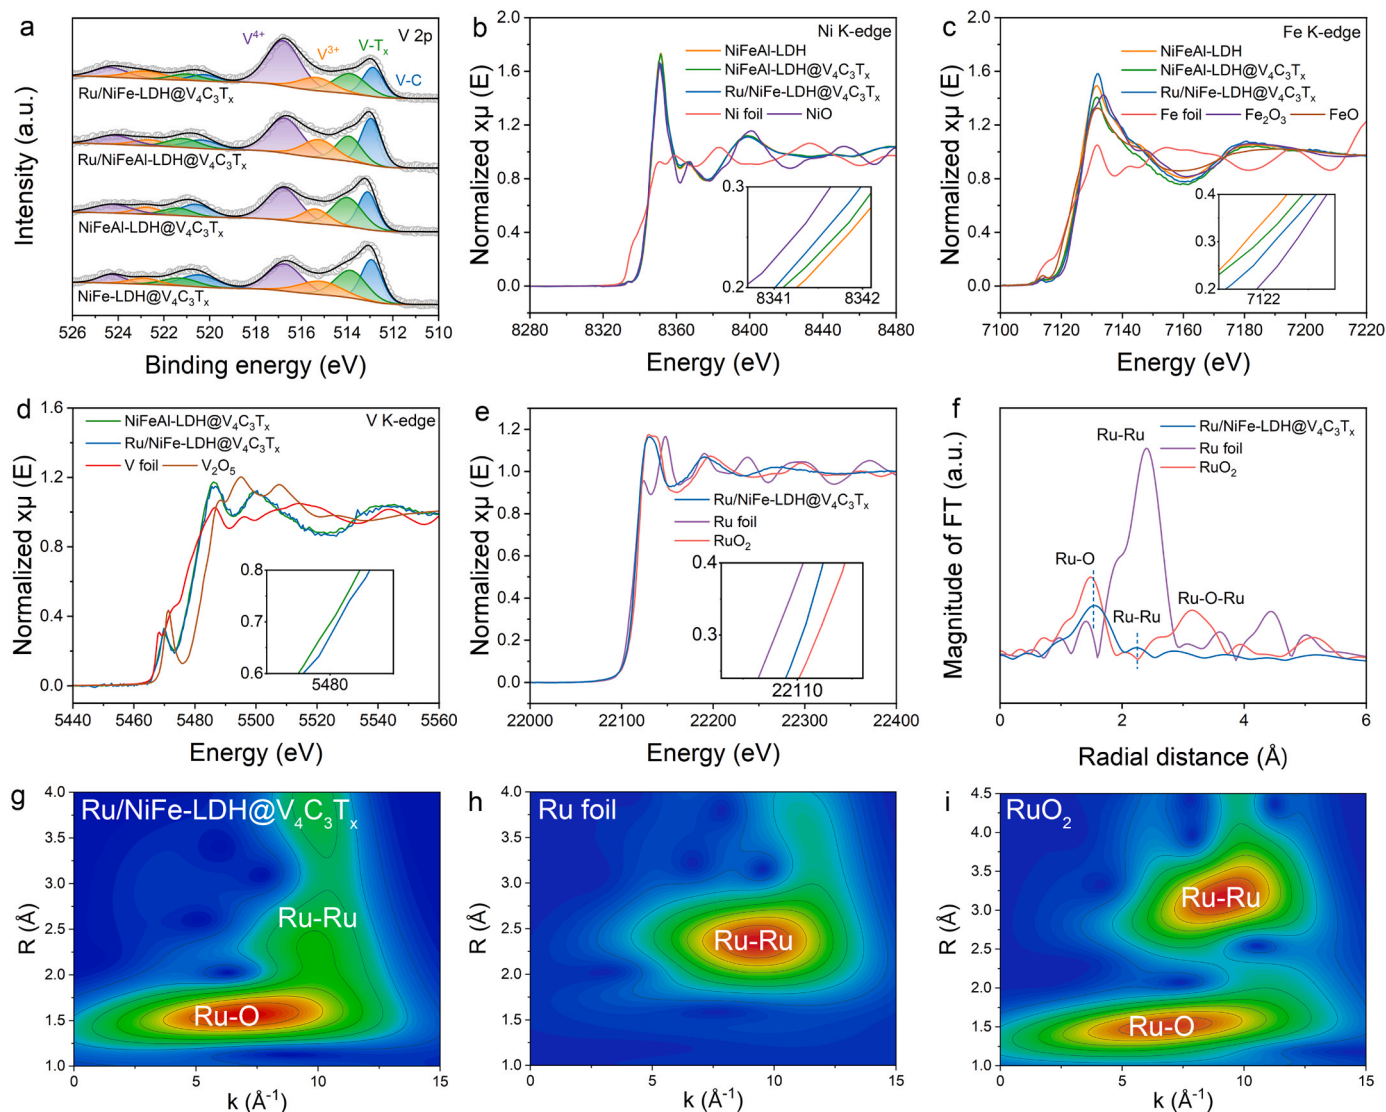 a
V 2p
V⁴⁺
V³⁺
V-Tₓ
V-C
Ru/NiFe-LDH@V₄C₃Tₓ
Ru/NiFeAl-LDH@V₄C₃Tₓ
NiFeAl-LDH@V₄C₃Tₓ
NiFe-LDH@V₄C₃Tₓ
Intensity (a.u.)
526 524 522 520 518 516 514 512 510
Binding energy (eV)
b
Ni K-edge
NiFeAl-LDH
NiFeAl-LDH@V₄C₃Tₓ
Ru/NiFe-LDH@V₄C₃Tₓ
Ni foil NiO
Normalized xμ (E)
2.0
1.6
1.2
0.8
0.4
0.0
0.3
0.2
8341 8342
8280 8320 8360 8400 8440 8480
Energy (eV)
c
Fe K-edge
NiFeAl-LDH
NiFeAl-LDH@V₄C₃Tₓ
Ru/NiFe-LDH@V₄C₃Tₓ
Fe foil Fe₂O₃ FeO
Normalized xμ (E)
2.0
1.6
1.2
0.8
0.4
0.0
0.4
0.3
0.2
7122
7100 7120 7140 7160 7180 7200 7220
Energy (eV)
d
V K-edge
NiFeAl-LDH@V₄C₃Tₓ
Ru/NiFe-LDH@V₄C₃Tₓ
V foil V₂O₅
Normalized xμ (E)
1.6
1.2
0.8
0.4
0.0
0.8
0.7
0.6
5480
5440 5460 5480 5500 5520 5540 5560
Energy (eV)
e
Ru/NiFe-LDH@V₄C₃Tₓ
Ru foil
RuO₂
Normalized xμ (E)
1.2
1.0
0.8
0.6
0.4
0.2
0.0
0.4
0.3
22110
22000 22100 22200 22300 22400
Energy (eV)
f
Ru/NiFe-LDH@V₄C₃Tₓ
Ru foil
RuO₂
Ru-Ru
Ru-O
Ru-Ru
Ru-O-Ru
Magnitude of FT (a.u.)
0 2 4 6
Radial distance (Å)
g
Ru/NiFe-LDH@V₄C₃Tₓ
Ru-Ru
Ru-O
R (Å)
4.0
3.5
3.0
2.5
2.0
1.5
1.0
0 5 10 15
k (Å⁻¹)
h
Ru foil
Ru-Ru
R (Å)
4.0
3.5
3.0
2.5
2.0
1.5
1.0
0 5 10 15
k (Å⁻¹)
i
RuO₂
Ru-Ru
Ru-O
R (Å)
4.5
4.0
3.5
3.0
2.5
2.0
1.5
1.0
0 5 10 15
k (Å⁻¹)